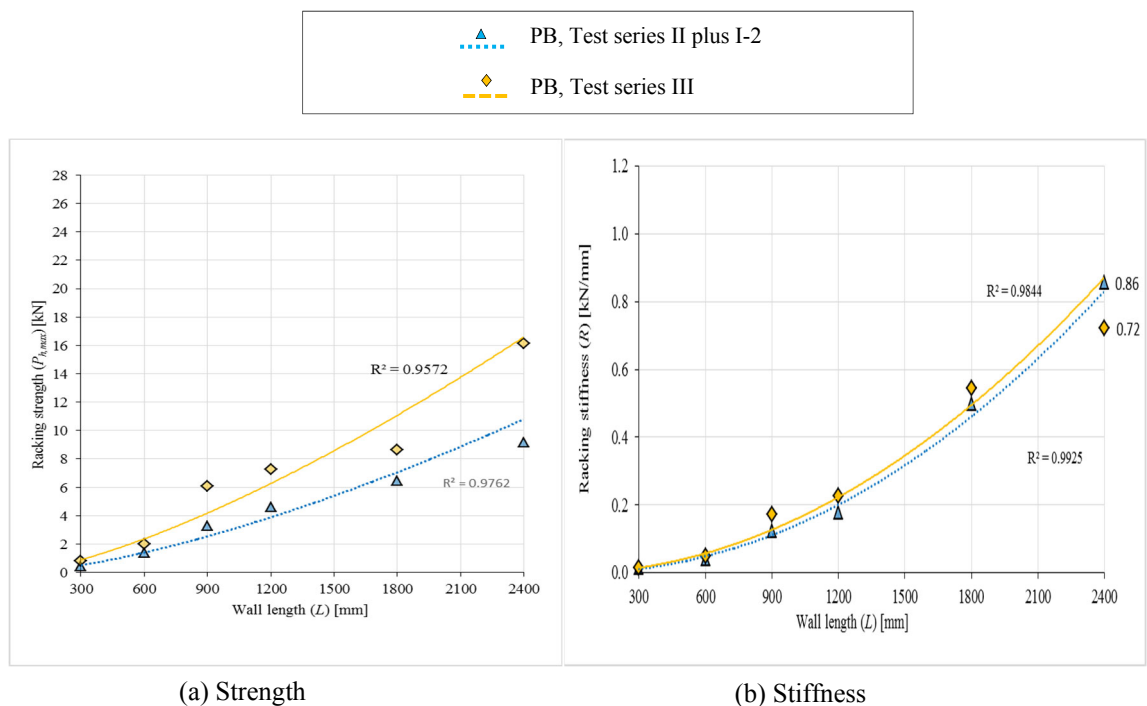 PB, Test series II plus I-2
PB, Test series III
28
26
24
22
20
18
16
14
12
10
8
6
4
2
0
Racking strength (Ph,max) [kN]
R² = 0.9572
R² = 0.9762
300 600 900 1200 1500 1800 2100 2400
Wall length (L) [mm]
(a) Strength
1.2
1.0
0.8
0.6
0.4
0.2
0.0
Racking stiffness (R) [kN/mm]
R² = 0.9844
0.86
0.72
R² = 0.9925
300 600 900 1200 1500 1800 2100 2400
Wall length (L) [mm]
(b) Stiffness